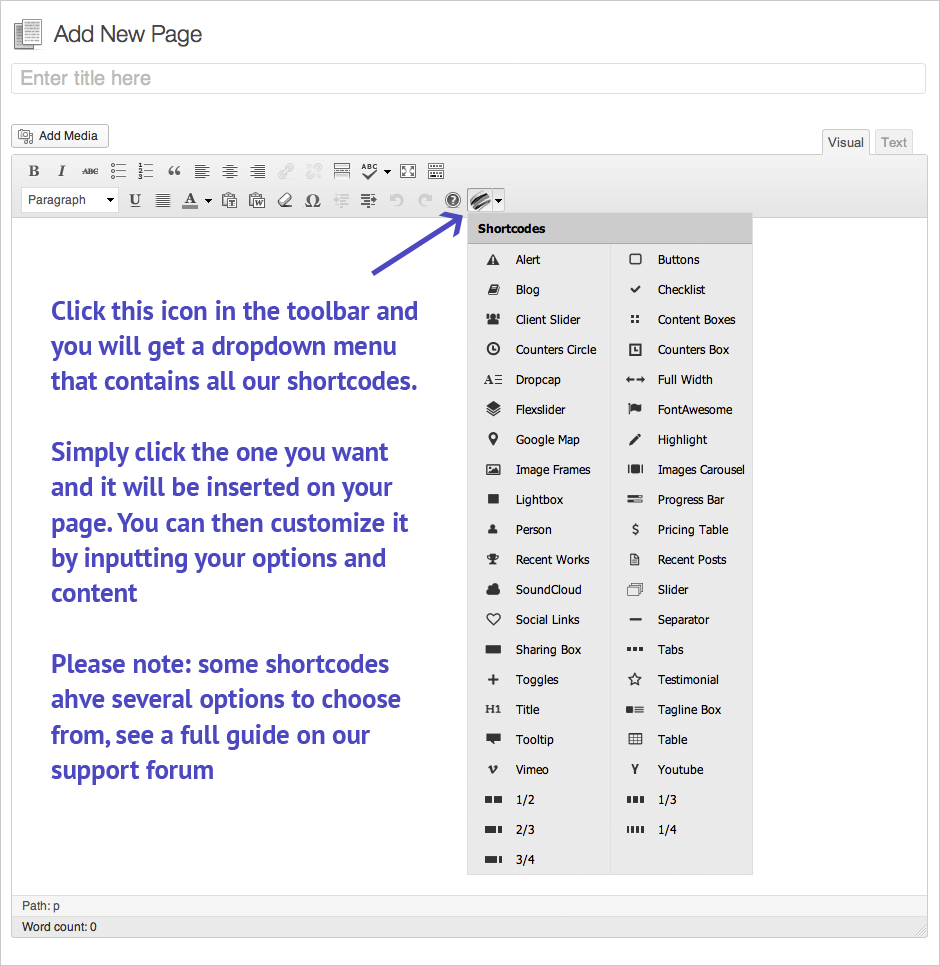 Add New Page
Enter title here
Add Media
Visual Text
B I ABC ABC
Paragraph U A T W Ω ?
Shortcodes
Alert Buttons
Blog Checklist
Client Slider Content Boxes
Counters Circle Counters Box
A Dropcap Full Width
Flexslider FontAwesome
Google Map Highlight
Image Frames Images Carousel
Lightbox Progress Bar
Person $ Pricing Table
Recent Works Recent Posts
SoundCloud Slider
Social Links Separator
Sharing Box Tabs
Toggles Testimonial
H1 Title Tagline Box
Tooltip Table
Vimeo Youtube
1/2 1/3
2/3 1/4
3/4
Click this icon in the toolbar and
you will get a dropdown menu
that contains all our shortcodes.
Simply click the one you want
and it will be inserted on your
page. You can then customize it
by inputting your options and
content
Please note: some shortcodes
ahve several options to choose
from, see a full guide on our
support forum
Path: p
Word count: 0